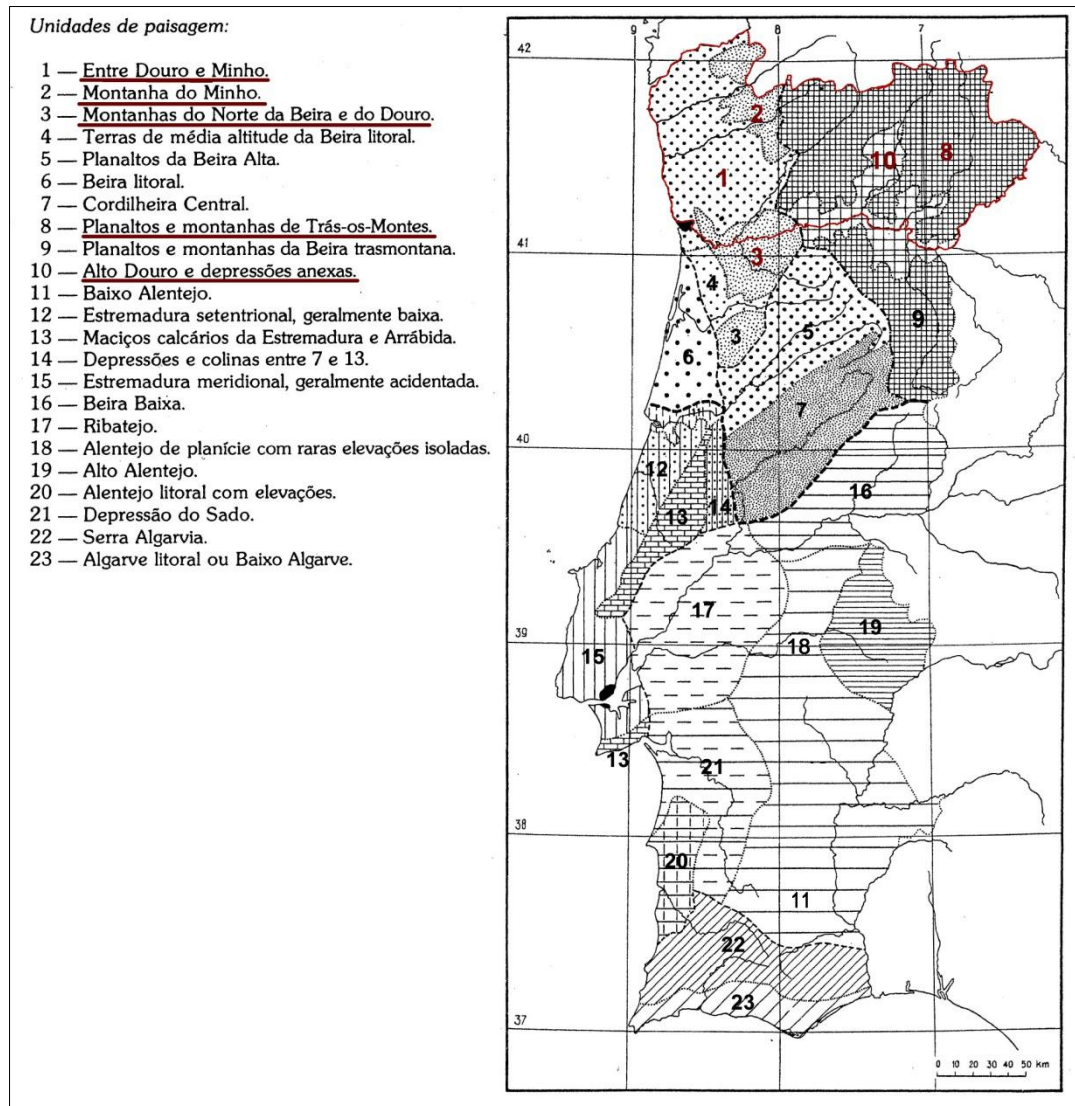 Unidades de paisagem:
1 — Entre Douro e Minho.
2 — Montanha do Minho.
3 — Montanhas do Norte da Beira e do Douro.
4 — Terras de média altitude da Beira litoral.
5 — Planaltos da Beira Alta.
6 — Beira litoral.
7 — Cordilheira Central.
8 — Planaltos e montanhas de Trás-os-Montes.
9 — Planaltos e montanhas da Beira trasmontana.
10 — Alto Douro e depressões anexas.
11 — Baixo Alentejo.
12 — Estremadura setentrional, geralmente baixa.
13 — Maciços calcários da Estremadura e Arrábida.
14 — Depressões e colinas entre 7 e 13.
15 — Estremadura meridional, geralmente acidentada.
16 — Beira Baixa.
17 — Ribatejo.
18 — Alentejo de planície com raras elevações isoladas.
19 — Alto Alentejo.
20 — Alentejo litoral com elevações.
21 — Depressão do Sado.
22 — Serra Algarvia.
23 — Algarve litoral ou Baixo Algarve.
9 8 7
42
2
10 8
1
41
3
4
3 5 9
6
7
40
12
16
13 14
17
19
39
18
15
13
21
38
20
11
22
23
37
0 10 20 30 40 50 km